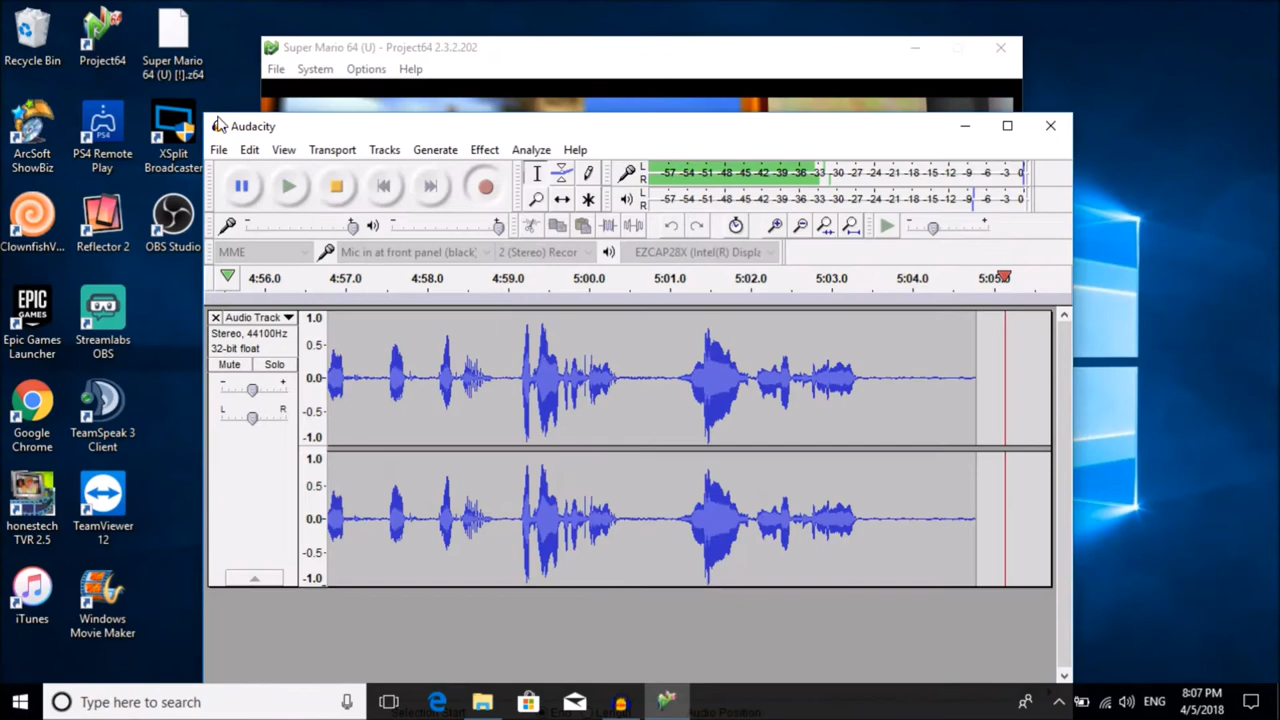 Recycle Bin
Project64
Super Mario
64 (U) [!].z64
ArcSoft
ShowBiz
PS4 Remote
Play
XSplit
Broadcaster
ClownfishV...
Reflector 2
OBS Studio
EPIC
GAMES
Epic Games
Launcher
Streamlabs
OBS
Google
Chrome
TeamSpeak 3
Client
honestech
TVR 2.5
TeamViewer
12
iTunes
Windows
Movie Maker
Super Mario 64 (U) - Project64 2.3.2.202
File System Options Help
Audacity
File Edit View Transport Tracks Generate Effect Analyze Help
L R -57 -54 -51 -48 -45 -42 -39 -36 -33 -30 -27 -24 -21 -18 -15 -12 -9 -6 -3 0
L R -57 -54 -51 -48 -45 -42 -39 -36 -33 -30 -27 -24 -21 -18 -15 -12 -9 -6 -3 0
- + - + - +
MME Mic in at front panel (black) 2 (Stereo) Recor EZCAP28X (Intel(R) Displ
4:56.0 4:57.0 4:58.0 4:59.0 5:00.0 5:01.0 5:02.0 5:03.0 5:04.0 5:05.0
Audio Track
Stereo, 44100Hz
32-bit float
Mute Solo
- +
L R
1.0
0.5
0.0
-0.5
-1.0
1.0
0.5
0.0
-0.5
-1.0
Selection Start End Length Audio Position
Type here to search
ENG
8:07 PM
4/5/2018